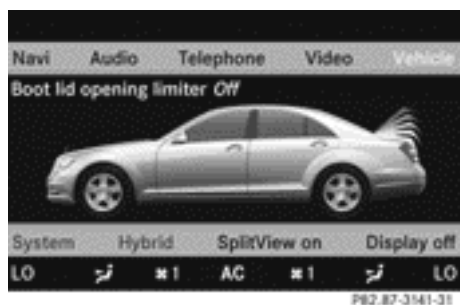 Navi Audio Telephone Video Vehicle
Boot lid opening limiter Off
System Hybrid SplitView on Display off
LO 1 AC 1 LO
P82.87-3141-31